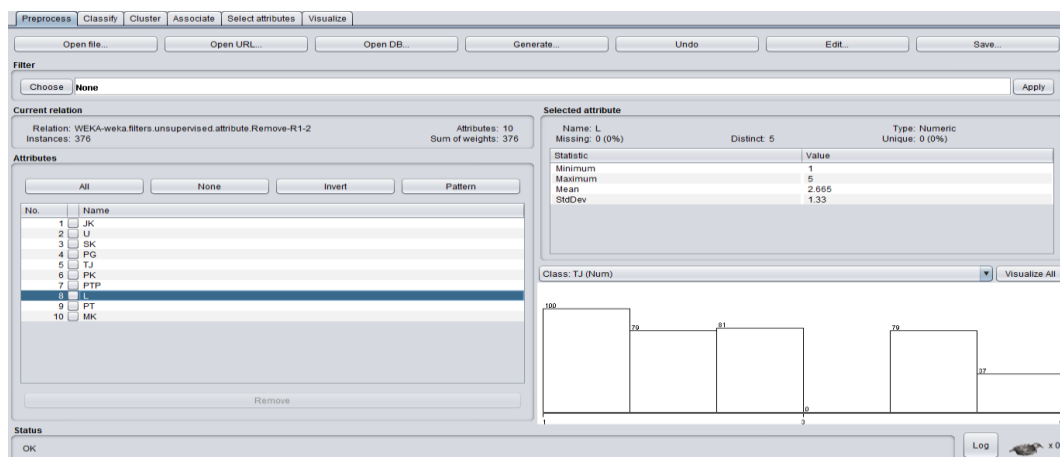 Preprocess Classify Cluster Associate Select attributes Visualize
Open file... Open URL... Open DB... Generate... Undo Edit... Save...
Filter
Choose None Apply
Current relation
Relation: WEKA-weka.filters.unsupervised.attribute.Remove-R1-2 Attributes: 10
Instances: 376 Sum of weights: 376
Attributes
All None Invert Pattern
No. Name
1 JK
2 U
3 SK
4 PG
5 TJ
6 PK
7 PTP
8 L
9 PT
10 MK
Remove
Selected attribute
Name: L Type: Numeric
Missing: 0 (0%) Distinct: 5 Unique: 0 (0%)
Statistic Value
Minimum 1
Maximum 5
Mean 2.665
StdDev 1.33
Class: TJ (Num) Visualize All
100 79 81 0 79 37
1 3
Status
OK Log x 0